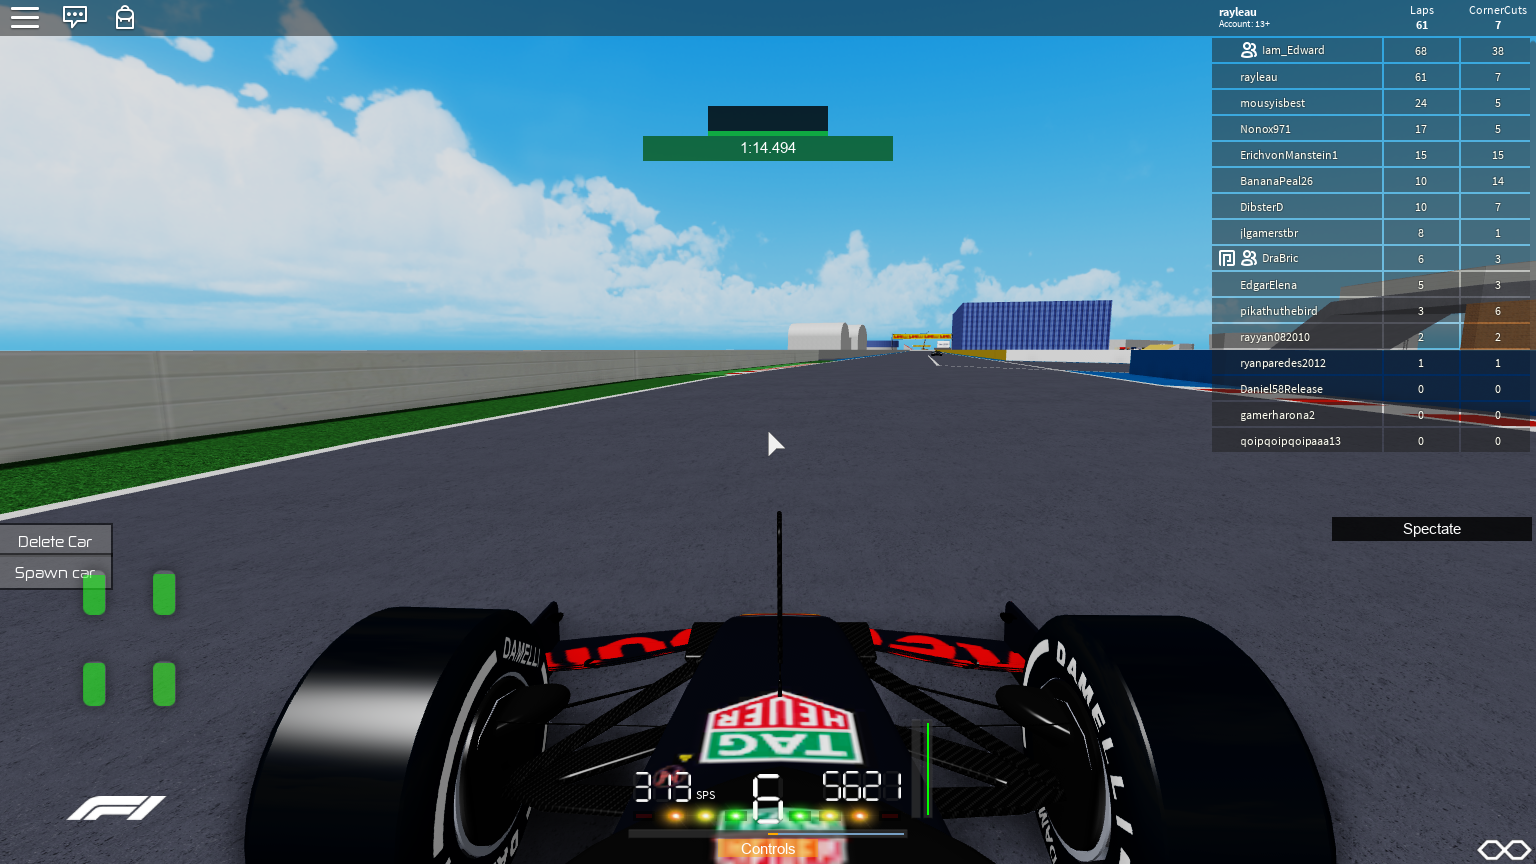 rayleau Laps CornerCuts
Account: 13+ 61 7
Iam_Edward 68 38
rayleau 61 7
mousyisbest 24 5
Nonox971 17 5
ErichvonManstein1 15 15
BananaPeal26 10 14
DibsterD 10 7
jlgamerstbr 8 1
DraBric 6 3
EdgarElena 5 3
pikathuthebird 3 6
rayyan082010 2 2
ryanparedes2012 1 1
Daniel58Release 0 0
gamerharona2 0 0
qoipqoipqoipaaa13 0 0
1:14.494
Spectate
Delete Car
Spawn car
DAMELLI
DAMELLI
HEUER
TAG
313 SPS 6 5621
Controls